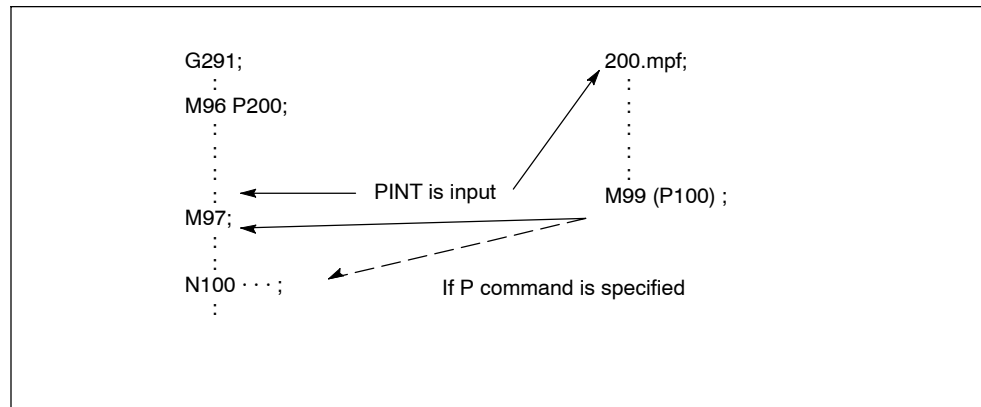 G291;
200.mpf;
M96 P200;
PINT is input
M99 (P100) ;
M97;
N100 · · · ;
If P command is specified